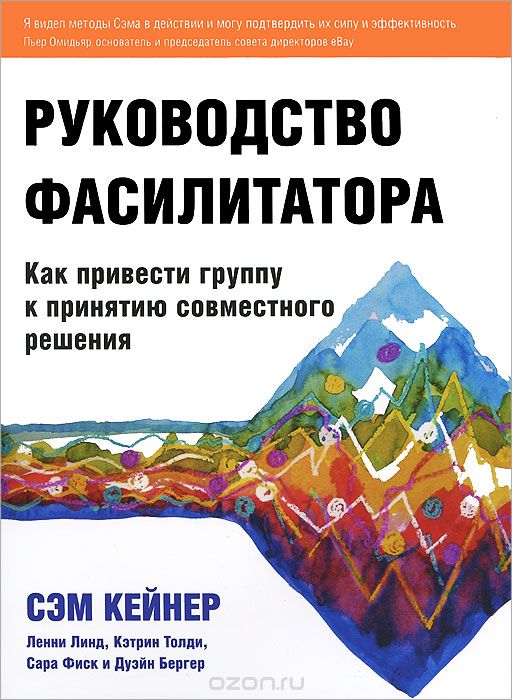 Я видел методы Сэма в действии и могу подтвердить их силу и эффективность.
Пьер Омидьяр, основатель и председатель совета директоров eBay
РУКОВОДСТВО
ФАСИЛИТАТОРА
Как привести группу
к принятию совместного
решения
СЭМ КЕЙНЕР
Ленни Линд, Кэтрин Толди,
Сара Фиск и Дуэйн Бергер
ozon.ru